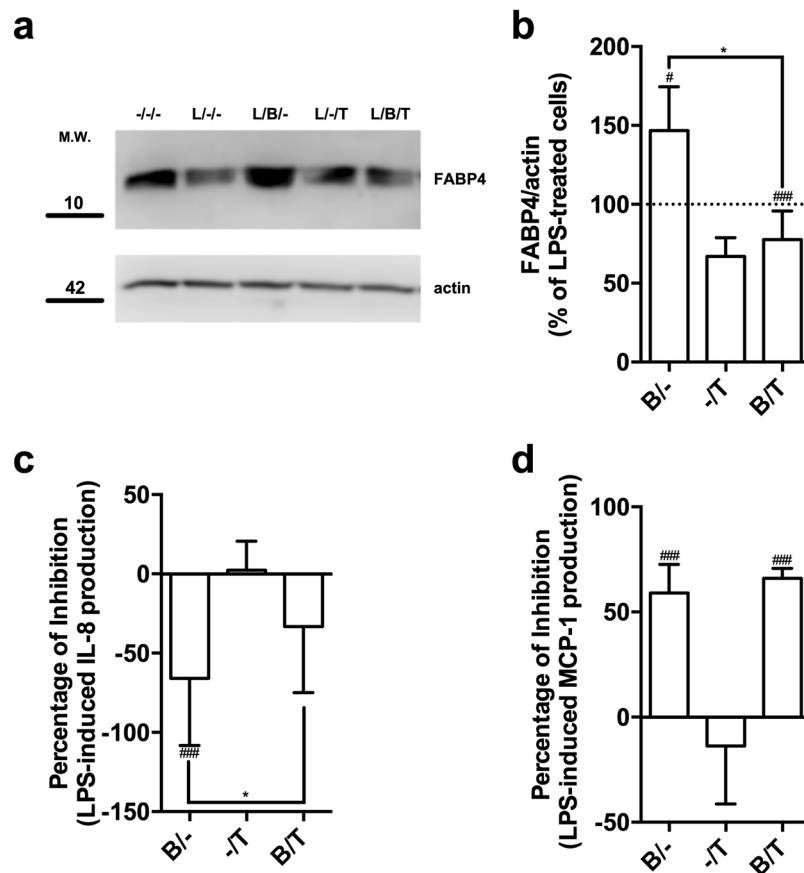 a
-/-/- L/-/- L/B/- L/-/T L/B/T
M.W.
FABP4
10
42
actin
b
FABP4/actin
(% of LPS-treated cells)
200
150
100
50
0
*
#
###
B/- -/T B/T
c
Percentage of Inhibition
(LPS-induced IL-8 production)
50
0
-50
-100
-150
###
*
B/- -/T B/T
d
Percentage of Inhibition
(LPS-induced MCP-1 production)
100
50
0
-50
###
###
B/- -/T B/T